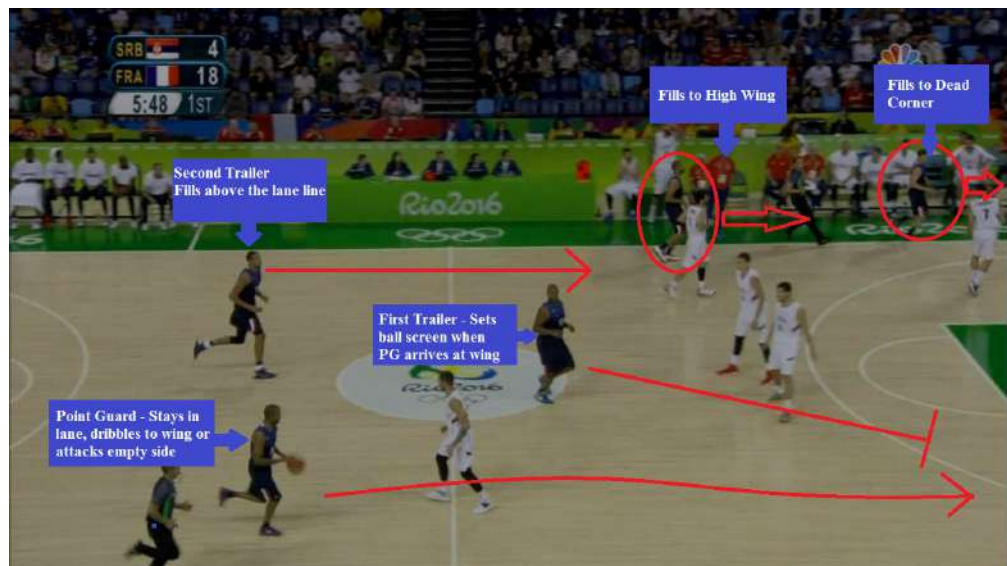 SRB 4
FRA 18
5:48 1ST
Fills to High Wing
Fills to Dead
Corner
Second Trailer
Fills above the lane line
Rio2016
First Trailer - Sets
ball screen when
PG arrives at wing
Rio2016
Point Guard - Stays in
lane, dribbles to wing or
attacks empty side
7